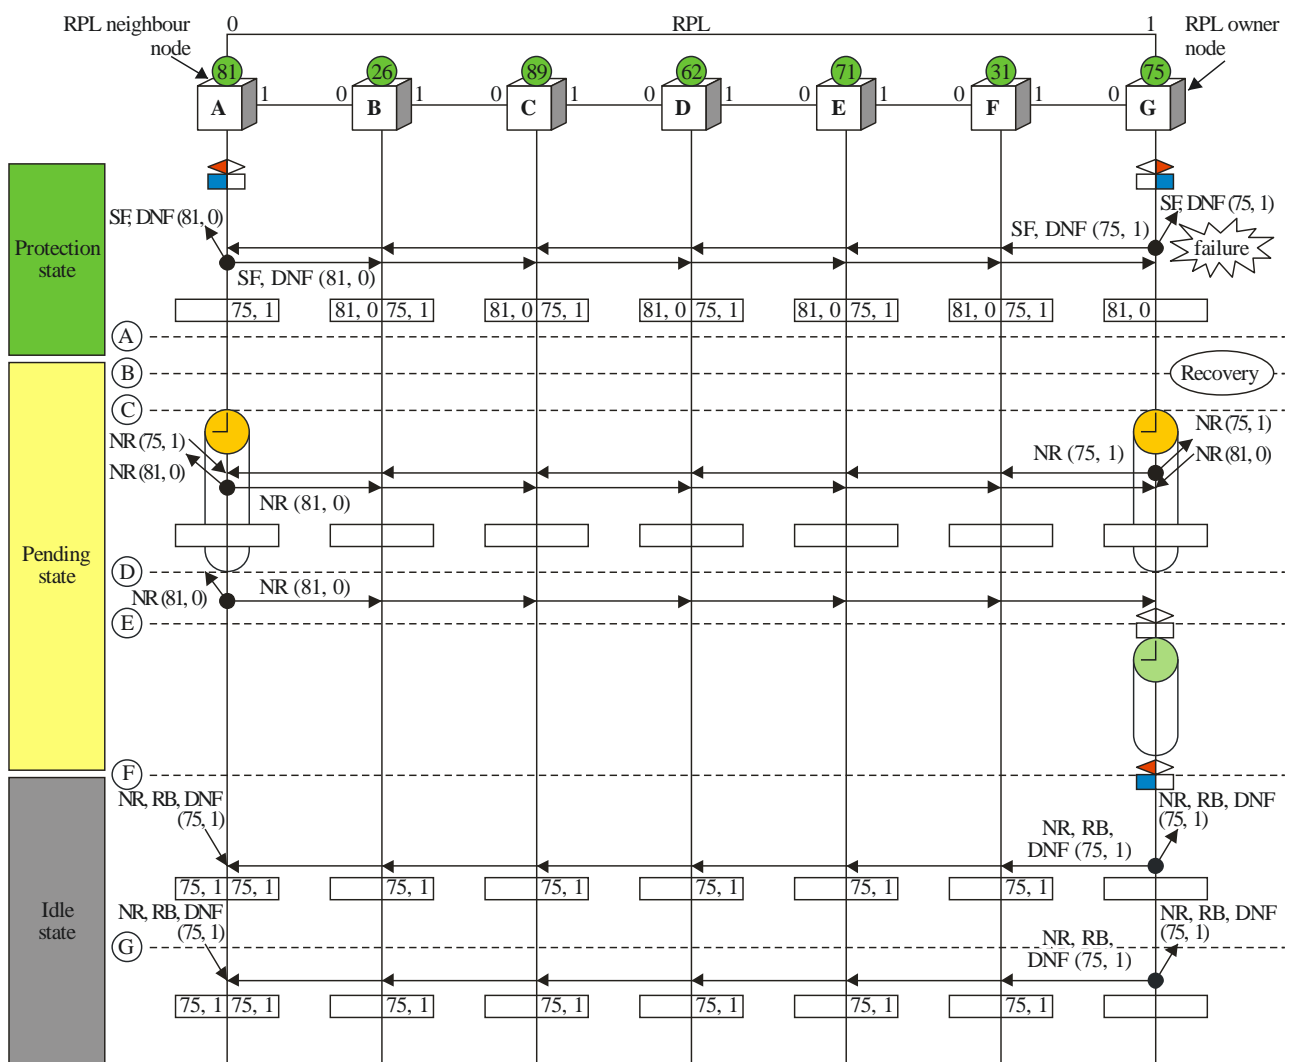 RPL neighbour
node
0
RPL
1
RPL owner
node
81
26
89
62
71
31
75
A
1
0
B
1
0
C
1
0
D
1
0
E
1
0
F
1
0
G
Protection
state
SF, DNF (81, 0)
SF, DNF (75, 1)
SF, DNF (75, 1)
failure
SF, DNF (81, 0)
75, 1
81, 0 75, 1
81, 0 75, 1
81, 0 75, 1
81, 0 75, 1
81, 0 75, 1
81, 0
A
B
Recovery
C
Pending
state
NR (75, 1)
NR (81, 0)
NR (75, 1)
NR (75, 1)
NR (81, 0)
NR (81, 0)
D
NR (81, 0)
NR (81, 0)
E
F
Idle
state
NR, RB, DNF
(75, 1)
NR, RB,
DNF (75, 1)
NR, RB, DNF
(75, 1)
75, 1 75, 1
75, 1
75, 1
75, 1
75, 1
75, 1
NR, RB, DNF
(75, 1)
NR, RB,
DNF (75, 1)
NR, RB, DNF
(75, 1)
G
75, 1 75, 1
75, 1
75, 1
75, 1
75, 1
75, 1